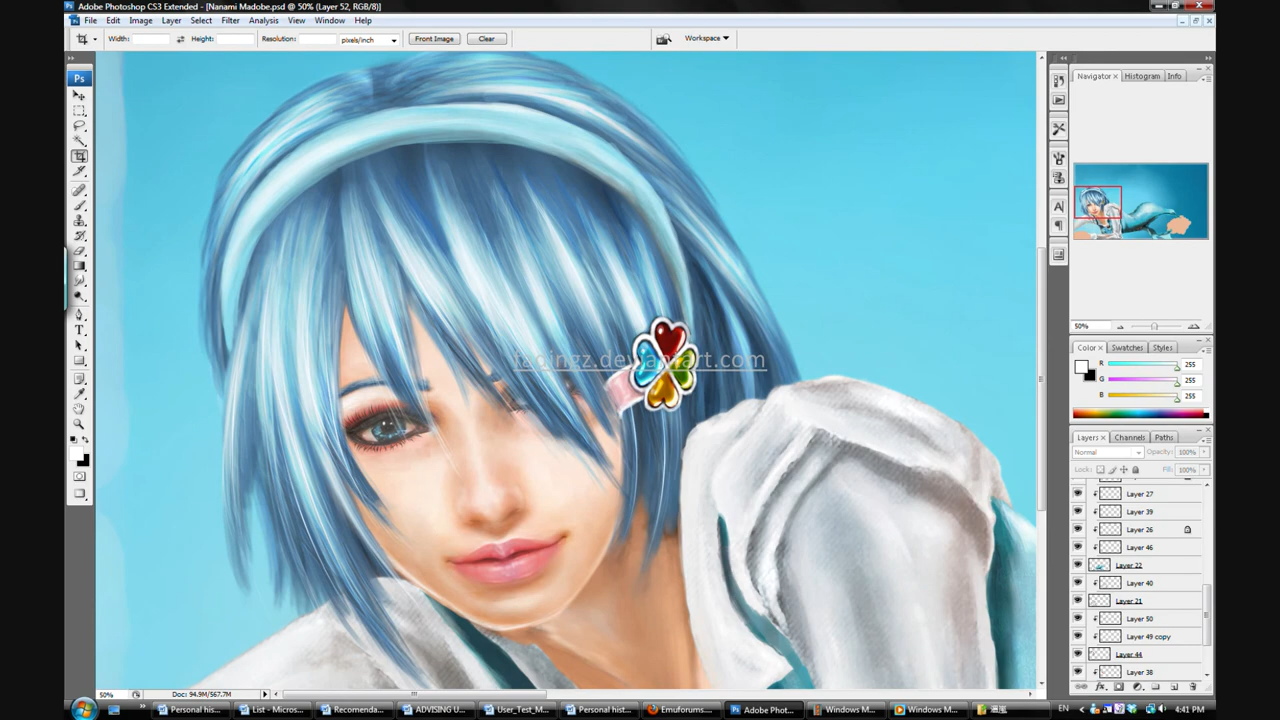 Adobe Photoshop CS3 Extended - [Nanami Madobe.psd @ 50% (Layer 52, RGB/8)]
File Edit Image Layer Select Filter Analysis View Window Help
Width: Height: Resolution: pixels/inch Front Image Clear Workspace
Ps
Navigator Histogram Info
50%
Color Swatches Styles
R 255
G 255
B 255
deviantart.com
Layers Channels Paths
Normal Opacity: 100%
Lock: Fill: 100%
Layer 27
Layer 39
Layer 26
Layer 46
Layer 22
Layer 40
Layer 21
Layer 50
Layer 49 copy
Layer 44
Layer 38
50% Doc: 94.9M/567.7M
Personal his... List - Micros... Recomenda... ADVISING U... User_Test_M... Personal hist... Emuforums... Adobe Phot... Windows M... Windows M... EN 4:41 PM